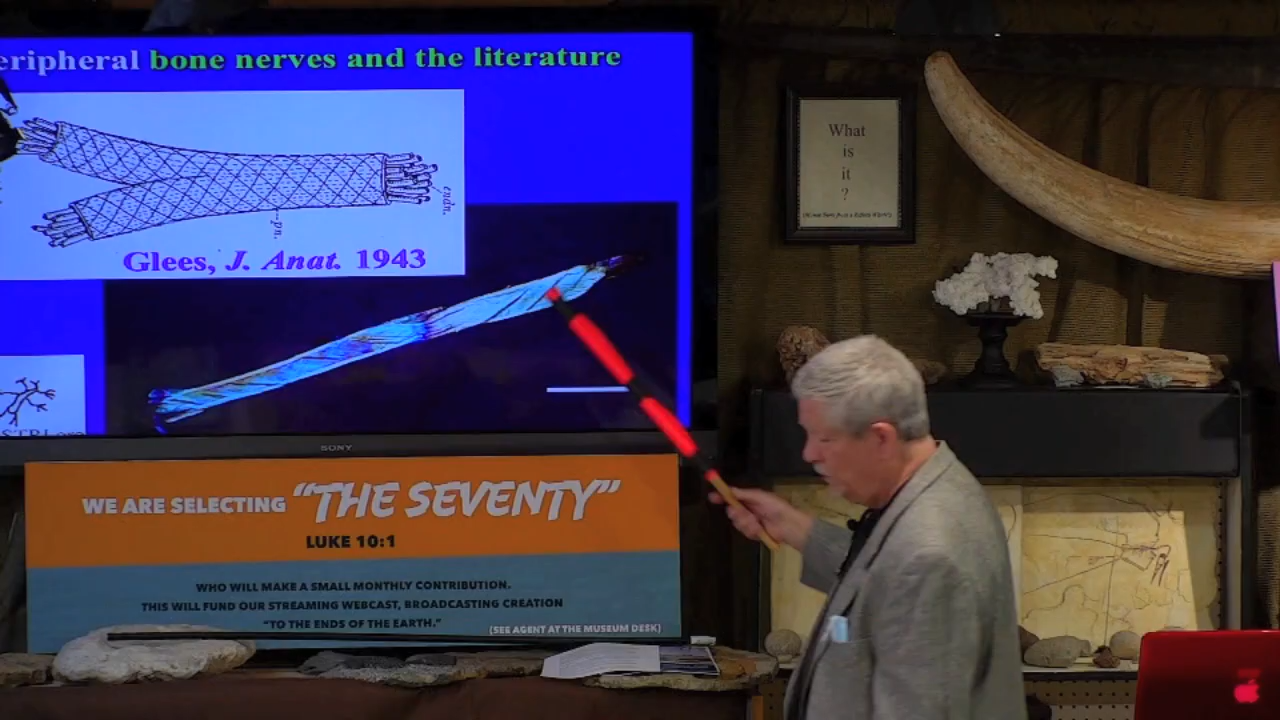 eripheral bone nerves and the literature
endn.
pn.
Glees, J. Anat. 1943
SONY
WE ARE SELECTING "THE SEVENTY"
LUKE 10:1
WHO WILL MAKE A SMALL MONTHLY CONTRIBUTION.
THIS WILL FUND OUR STREAMING WEBCAST, BROADCASTING CREATION
"TO THE ENDS OF THE EARTH."
(SEE AGENT AT THE MUSEUM DESK)
What
is
it
?